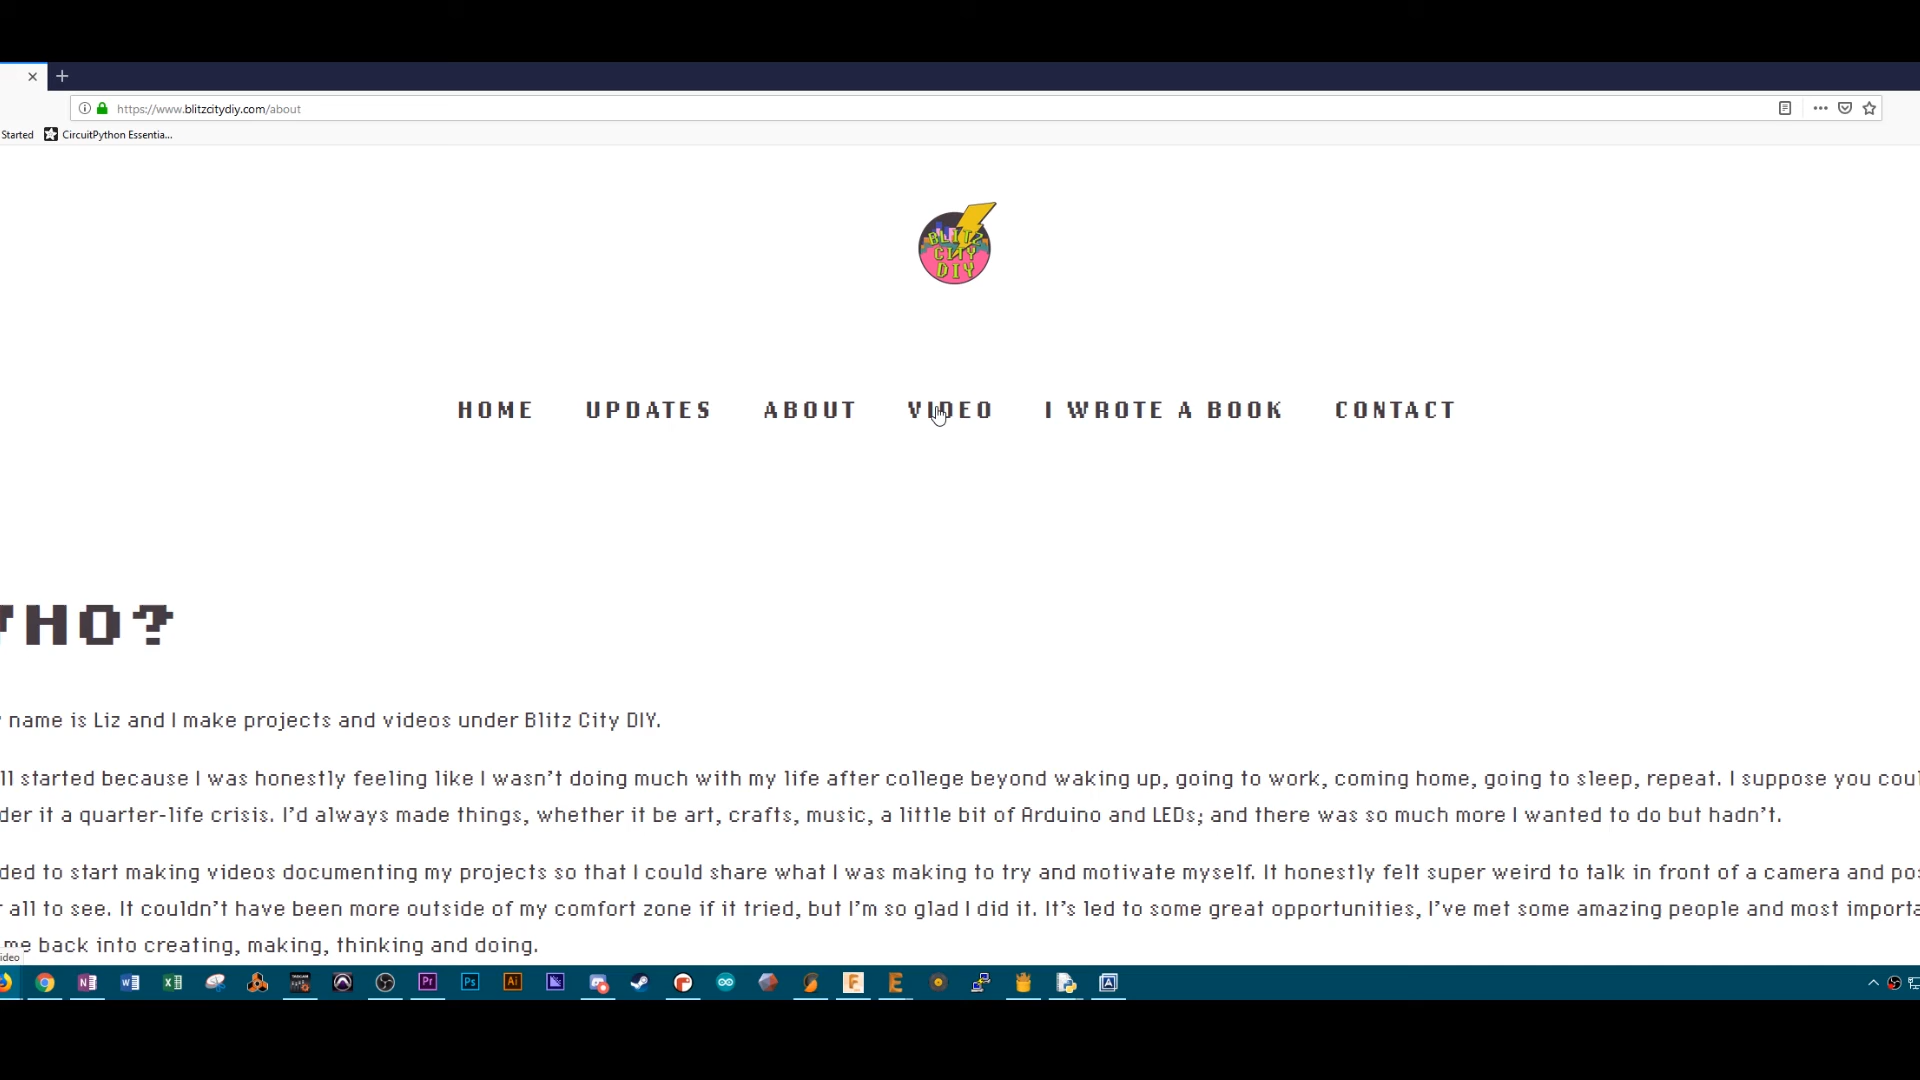 https://www.blitzcitydiy.com/about
Started CircuitPython Essentia...
BLITZ
CITY
DIY
HOME UPDATES ABOUT VIDEO I WROTE A BOOK CONTACT
WHO?
name is Liz and I make projects and videos under Blitz City DIY.
ll started because I was honestly feeling like I wasn't doing much with my life after college beyond waking up, going to work, coming home, going to sleep, repeat. I suppose you coul
der it a quarter-life crisis. I'd always made things, whether it be art, crafts, music, a little bit of Arduino and LEDs; and there was so much more I wanted to do but hadn't.
ded to start making videos documenting my projects so that I could share what I was making to try and motivate myself. It honestly felt super weird to talk in front of a camera and pos
all to see. It couldn't have been more outside of my comfort zone if it tried, but I'm so glad I did it. It's led to some great opportunities, I've met some amazing people and most importa
me back into creating, making, thinking and doing.
ideo